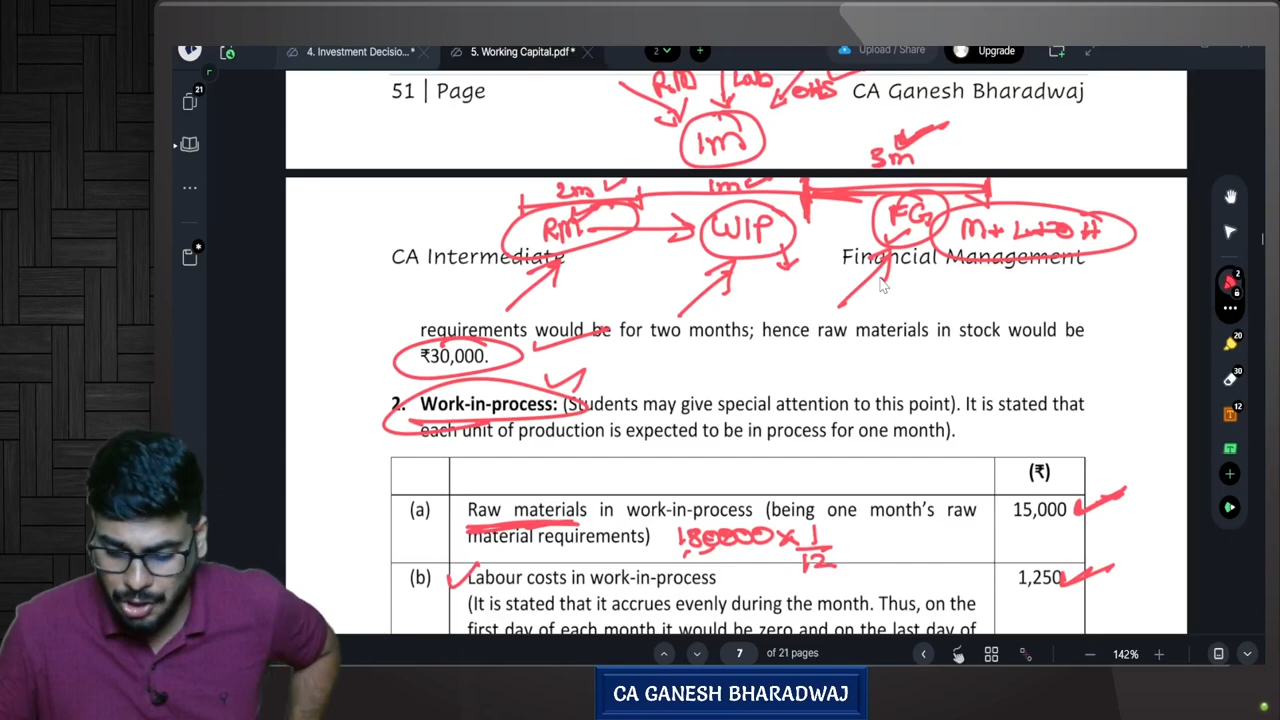 4. Investment Decisio...*
5. Working Capital.pdf*
2
Upload / Share
Upgrade
21
51 | Page
CA Ganesh Bharadwaj
RM Lab OHS
1m
3m
2m 1m
RM WIP FG M+ L+O H
CA Intermediate
Financial Management
requirements would be for two months; hence raw materials in stock would be
₹30,000.
2. Work-in-process: (Students may give special attention to this point). It is stated that
each unit of production is expected to be in process for one month).
(₹)
(a) Raw materials in work-in-process (being one month's raw 15,000
material requirements) 180000 x 1/12
(b) Labour costs in work-in-process 1,250
(It is stated that it accrues evenly during the month. Thus, on the
first day of each month it would be zero and on the last day of
2
20
30
12
7 of 21 pages
142%
CA GANESH BHARADWAJ